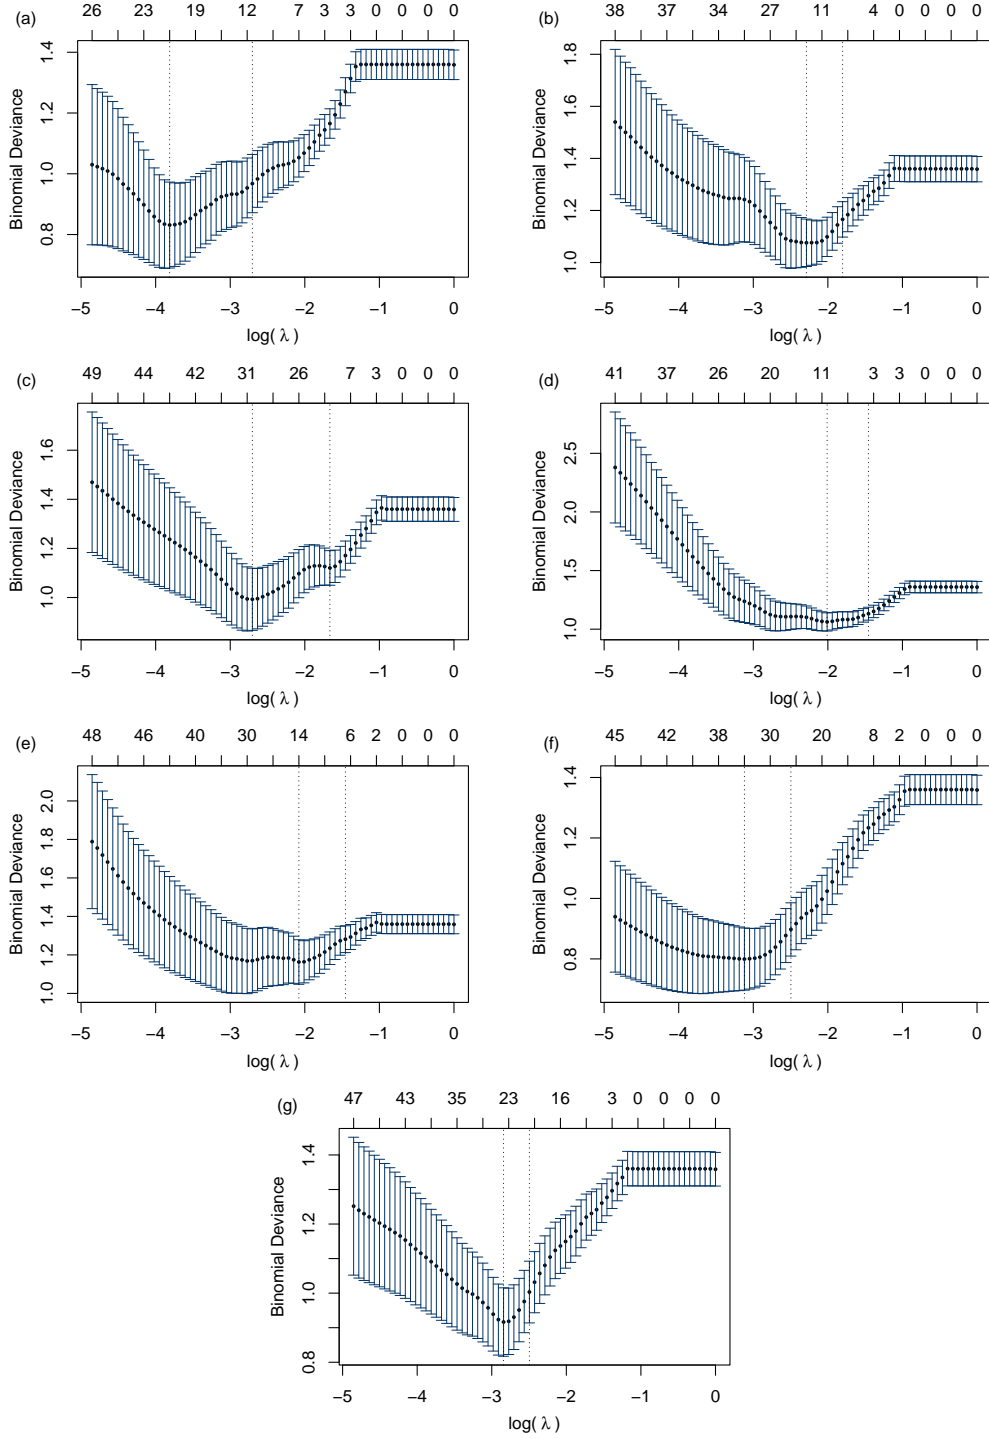 (a) 26 23 19 12 7 3 3 0 0 0 0
Binomial Deviance
0.8 1.0 1.2 1.4
−5 −4 −3 −2 −1 0
log( λ )
(b) 38 37 34 27 11 4 0 0 0 0
Binomial Deviance
1.0 1.2 1.4 1.6 1.8
−5 −4 −3 −2 −1 0
log( λ )
(c) 49 44 42 31 26 7 3 0 0 0
Binomial Deviance
1.0 1.2 1.4 1.6
−5 −4 −3 −2 −1 0
log( λ )
(d) 41 37 26 20 11 3 3 0 0 0
Binomial Deviance
1.0 1.5 2.0 2.5
−5 −4 −3 −2 −1 0
log( λ )
(e) 48 46 40 30 14 6 2 0 0 0
Binomial Deviance
1.0 1.2 1.4 1.6 1.8 2.0
−5 −4 −3 −2 −1 0
log( λ )
(f) 45 42 38 30 20 8 2 0 0 0
Binomial Deviance
0.8 1.0 1.2 1.4
−5 −4 −3 −2 −1 0
log( λ )
(g) 47 43 35 23 16 3 0 0 0 0
Binomial Deviance
0.8 1.0 1.2 1.4
−5 −4 −3 −2 −1 0
log( λ )